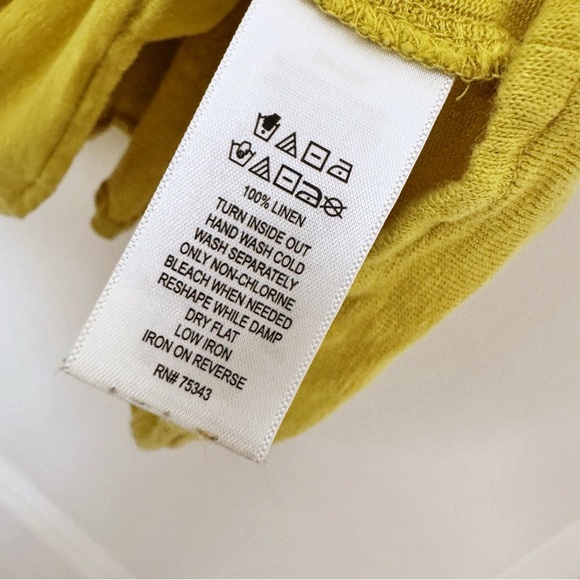 100% LINEN
TURN INSIDE OUT
HAND WASH COLD
WASH SEPARATELY
ONLY NON-CHLORINE
BLEACH WHEN NEEDED
RESHAPE WHILE DAMP
DRY FLAT
LOW IRON
IRON ON REVERSE
RN# 75343